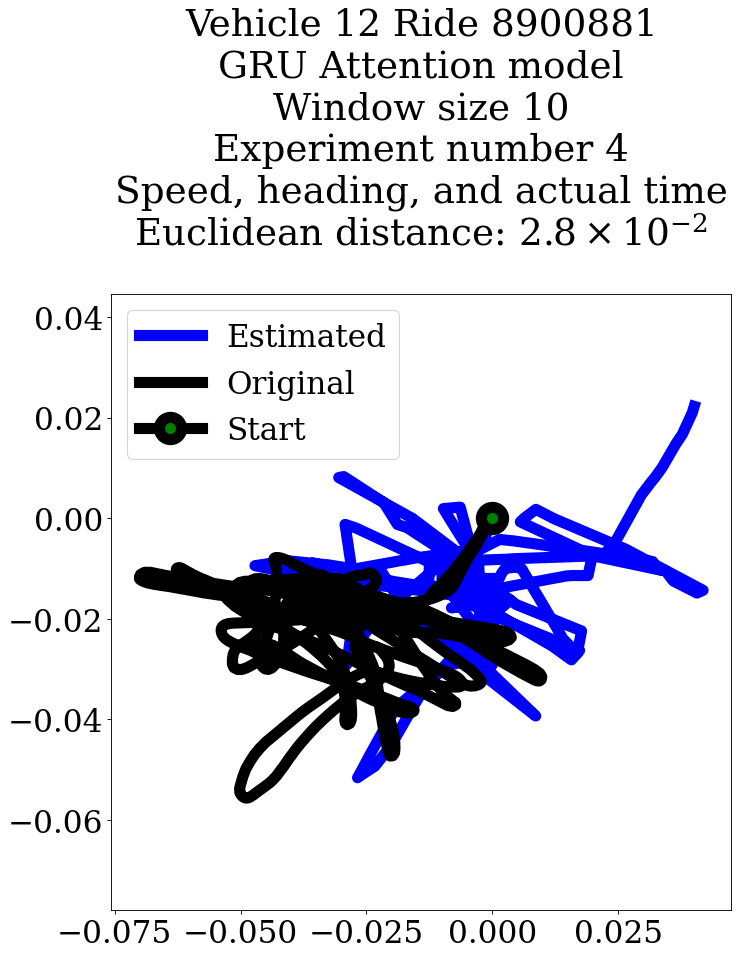 Vehicle 12 Ride 8900881
GRU Attention model
Window size 10
Experiment number 4
Speed, heading, and actual time
Euclidean distance: 2.8 × 10⁻²
0.04
0.02
0.00
−0.02
−0.04
−0.06
Estimated
Original
Start
−0.075 −0.050 −0.025 0.000 0.025